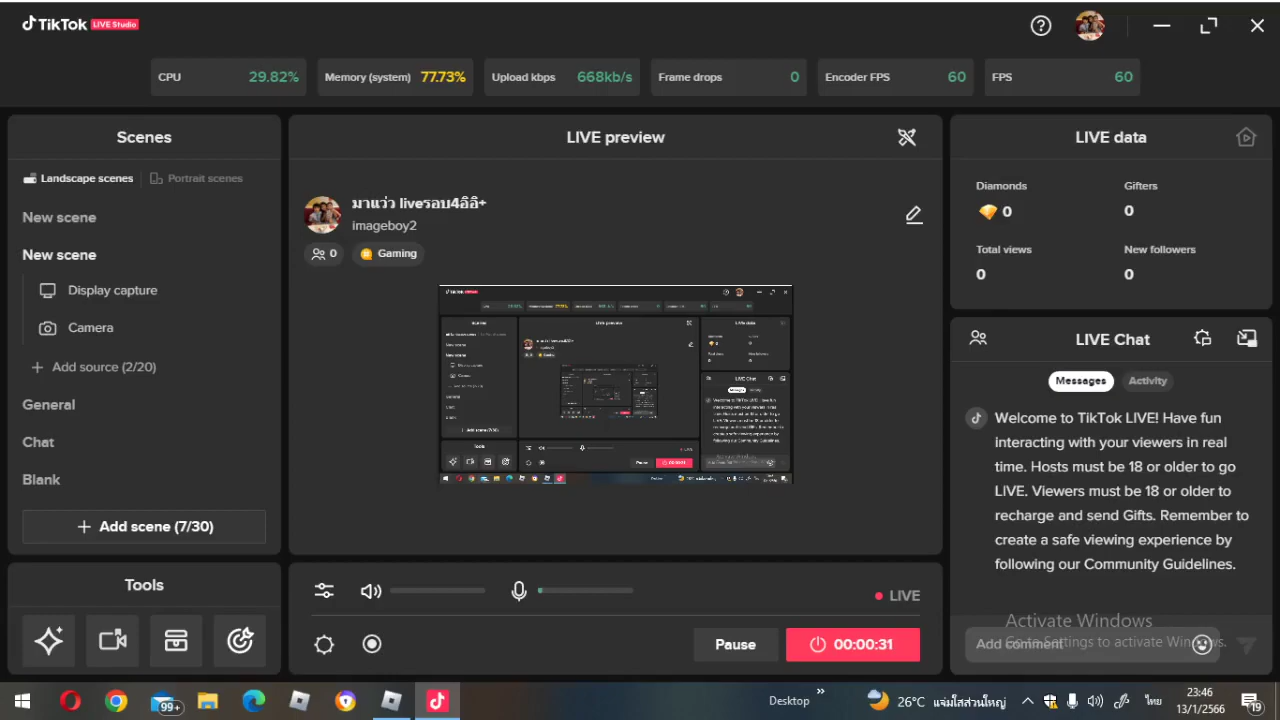 TikTok LIVE Studio
CPU 29.82%
Memory (system) 77.73%
Upload kbps 668kb/s
Frame drops 0
Encoder FPS 60
FPS 60
Scenes
Landscape scenes
Portrait scenes
New scene
New scene
Display capture
Camera
+ Add source (2/20)
General
Chat
Blank
+ Add scene (7/30)
Tools
LIVE preview
มาแว่ว liveรอบ4อิอิ+
imageboy2
0
Gaming
LIVE
Pause
00:00:31
LIVE data
Diamonds
0
Gifters
0
Total views
0
New followers
0
LIVE Chat
Messages
Activity
Welcome to TikTok LIVE! Have fun
interacting with your viewers in real
time. Hosts must be 18 or older to go
LIVE. Viewers must be 18 or older to
recharge and send Gifts. Remember to
create a safe viewing experience by
following our Community Guidelines.
Activate Windows
Go to Settings to activate Windows.
Add comment
99+
Desktop
26°C แจ่มใสส่วนใหญ่
ไทย
23:46
13/1/2566
19